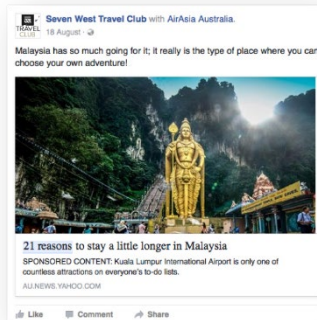 TRAVEL
CLUB
Seven West Travel Club with AirAsia Australia.
18 August ·
Malaysia has so much going for it; it really is the type of place where you can
choose your own adventure!
21 reasons to stay a little longer in Malaysia
SPONSORED CONTENT: Kuala Lumpur International Airport is only one of
countless attractions on everyone's to-do lists.
AU.NEWS.YAHOO.COM
Like Comment Share